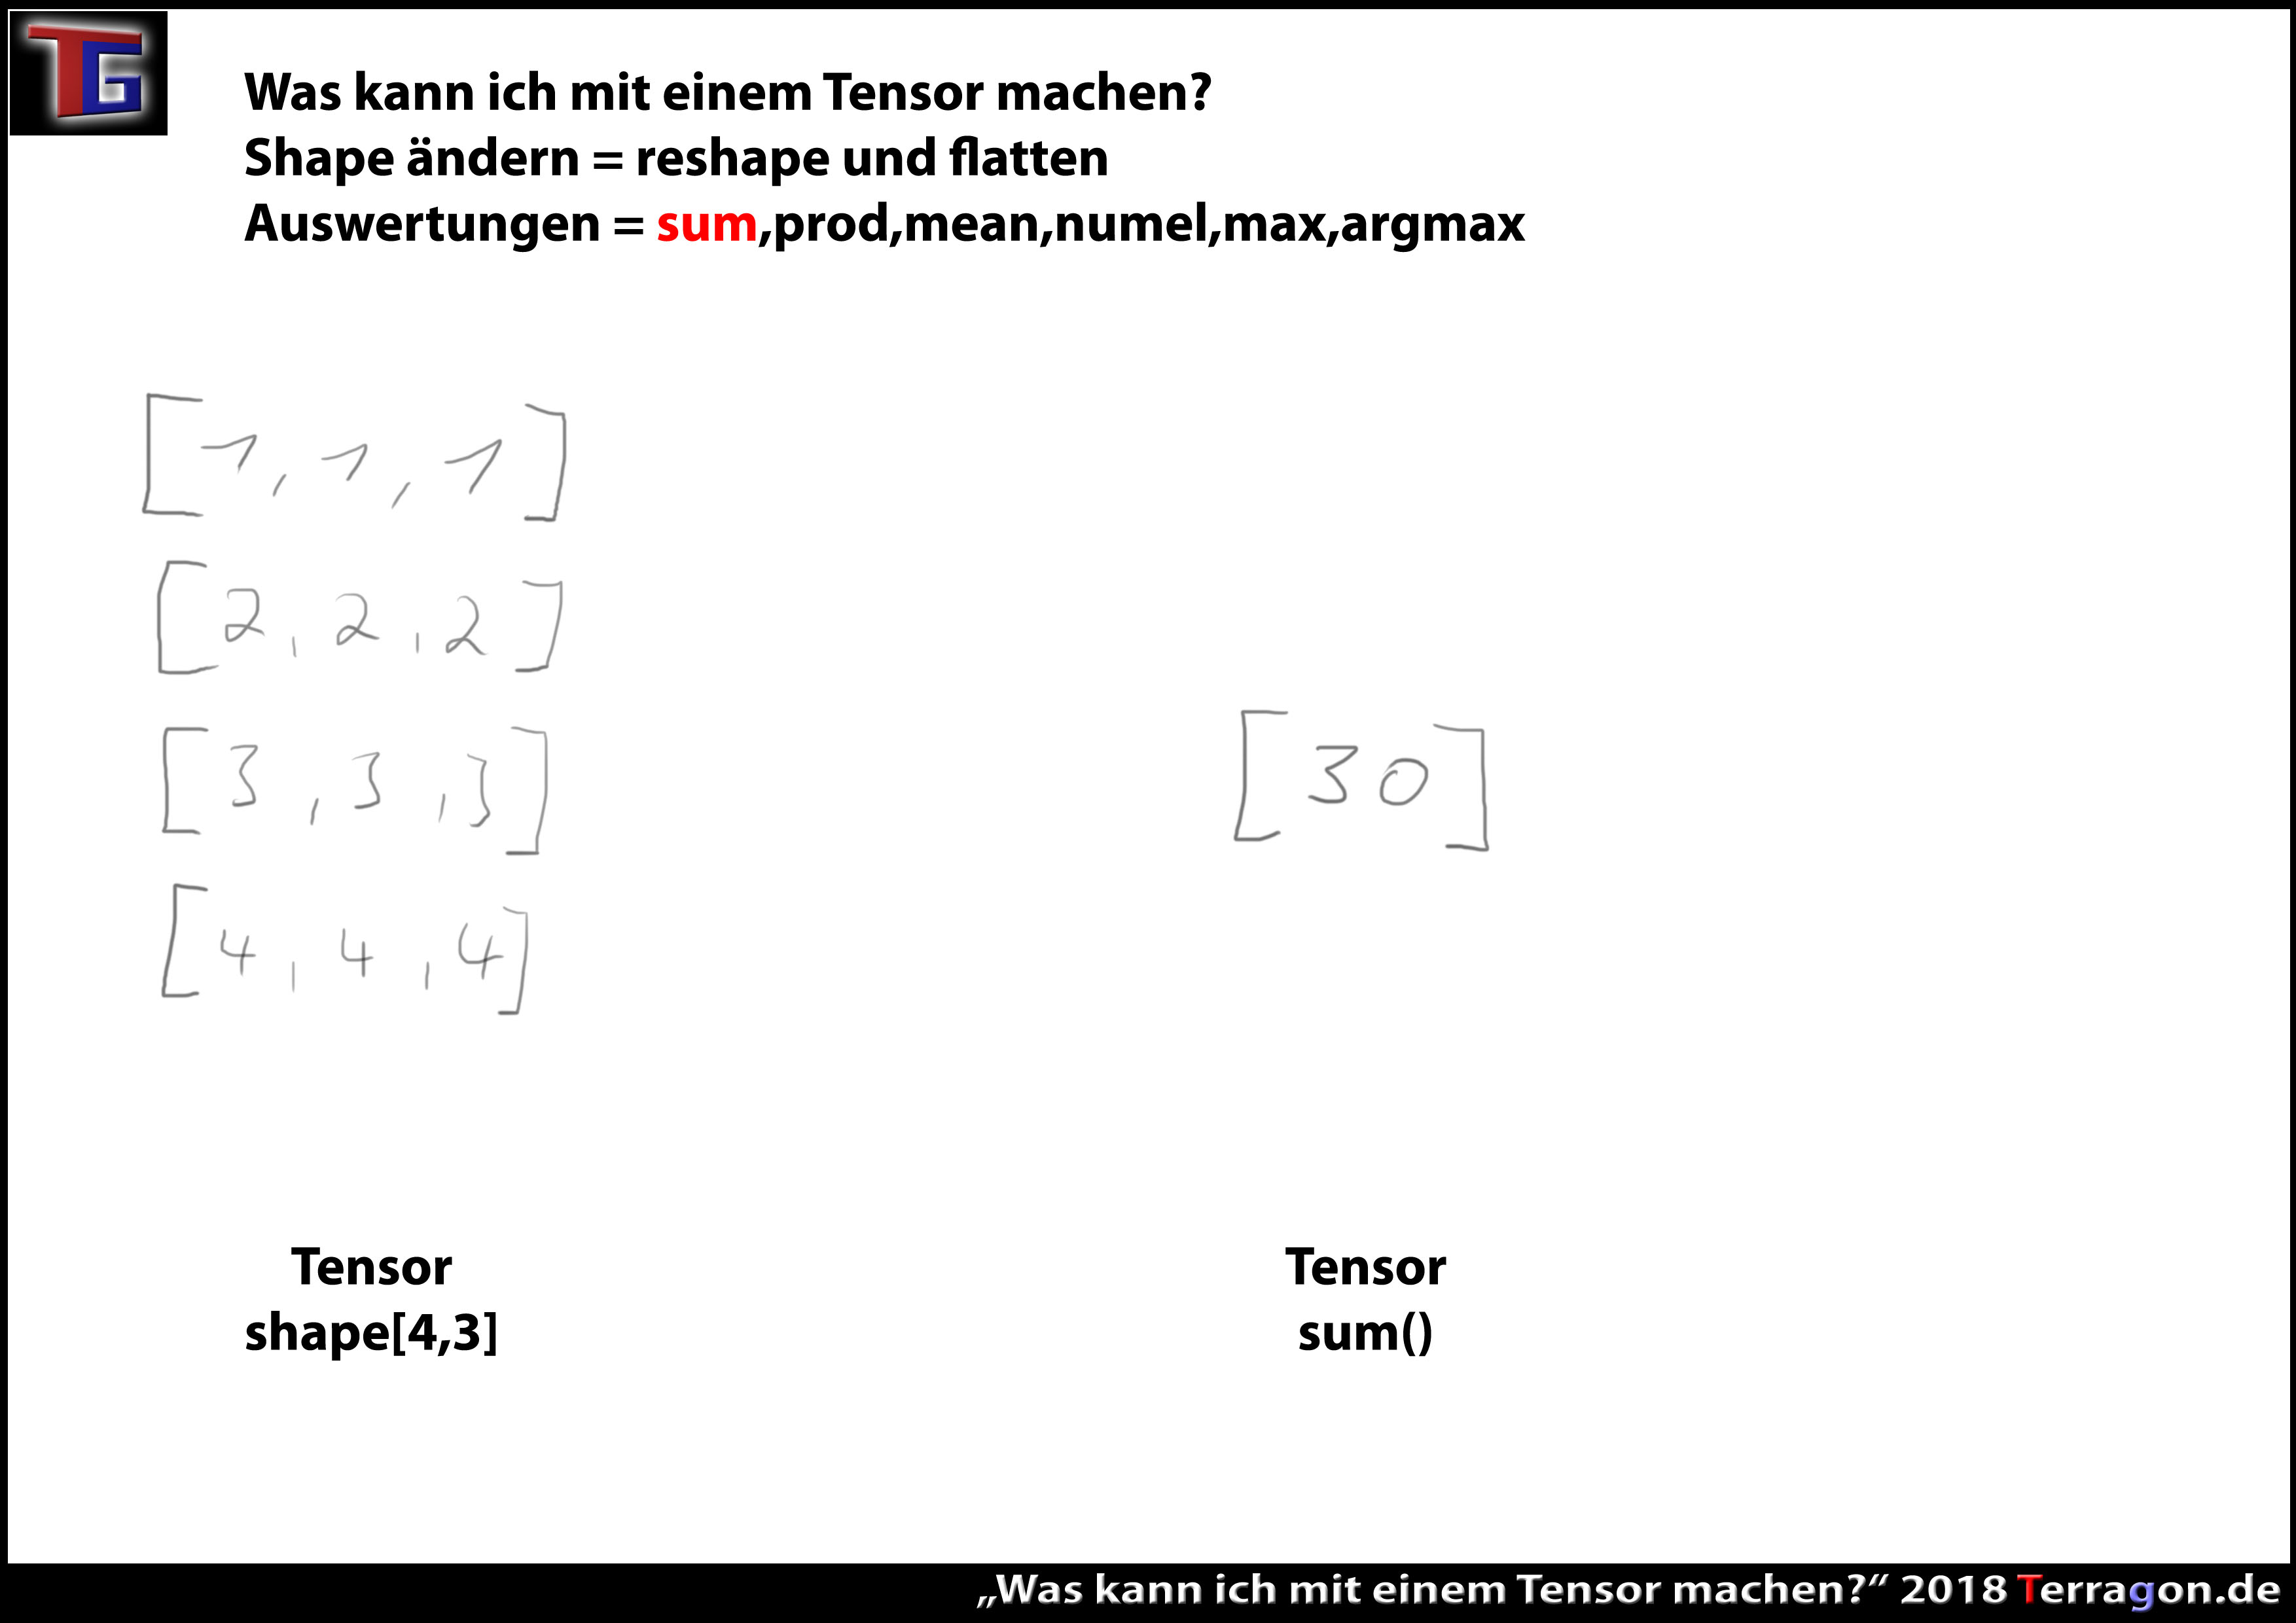 TG
Was kann ich mit einem Tensor machen?
Shape ändern = reshape und flatten
Auswertungen = sum,prod,mean,numel,max,argmax
[1,1,1]
[2,2,2]
[3,3,3]
[4,4,4]
[30]
Tensor
shape[4,3]
Tensor
sum()
„Was kann ich mit einem Tensor machen?“ 2018 Terragon.de